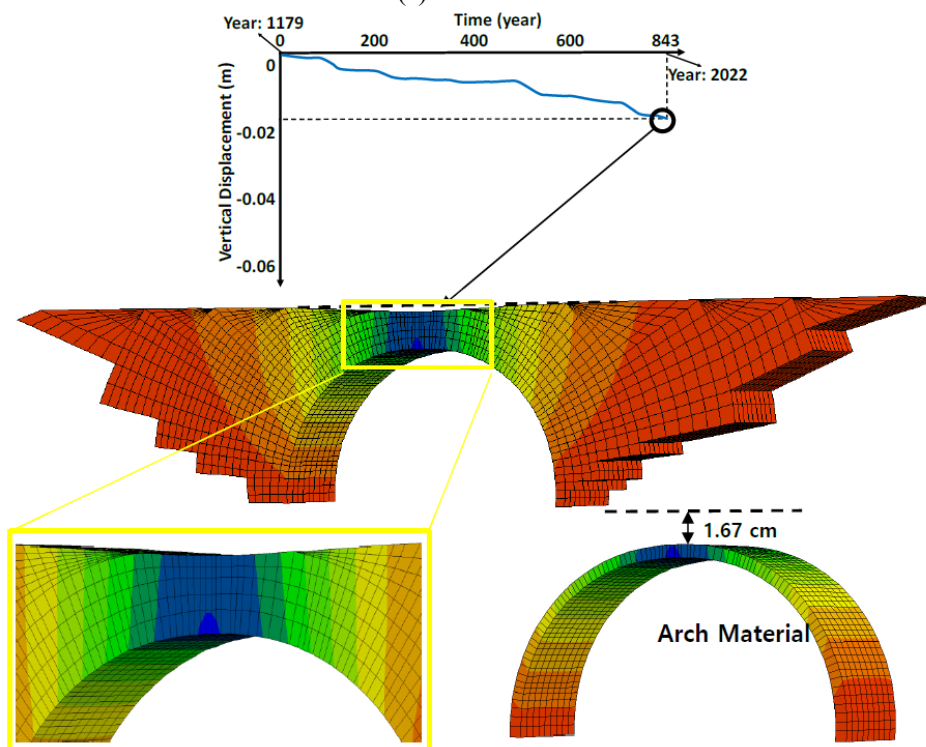 Time (year)
Year: 1179
0 200 400 600 843
Year: 2022
Vertical Displacement (m)
0
-0.02
-0.04
-0.06
1.67 cm
Arch Material